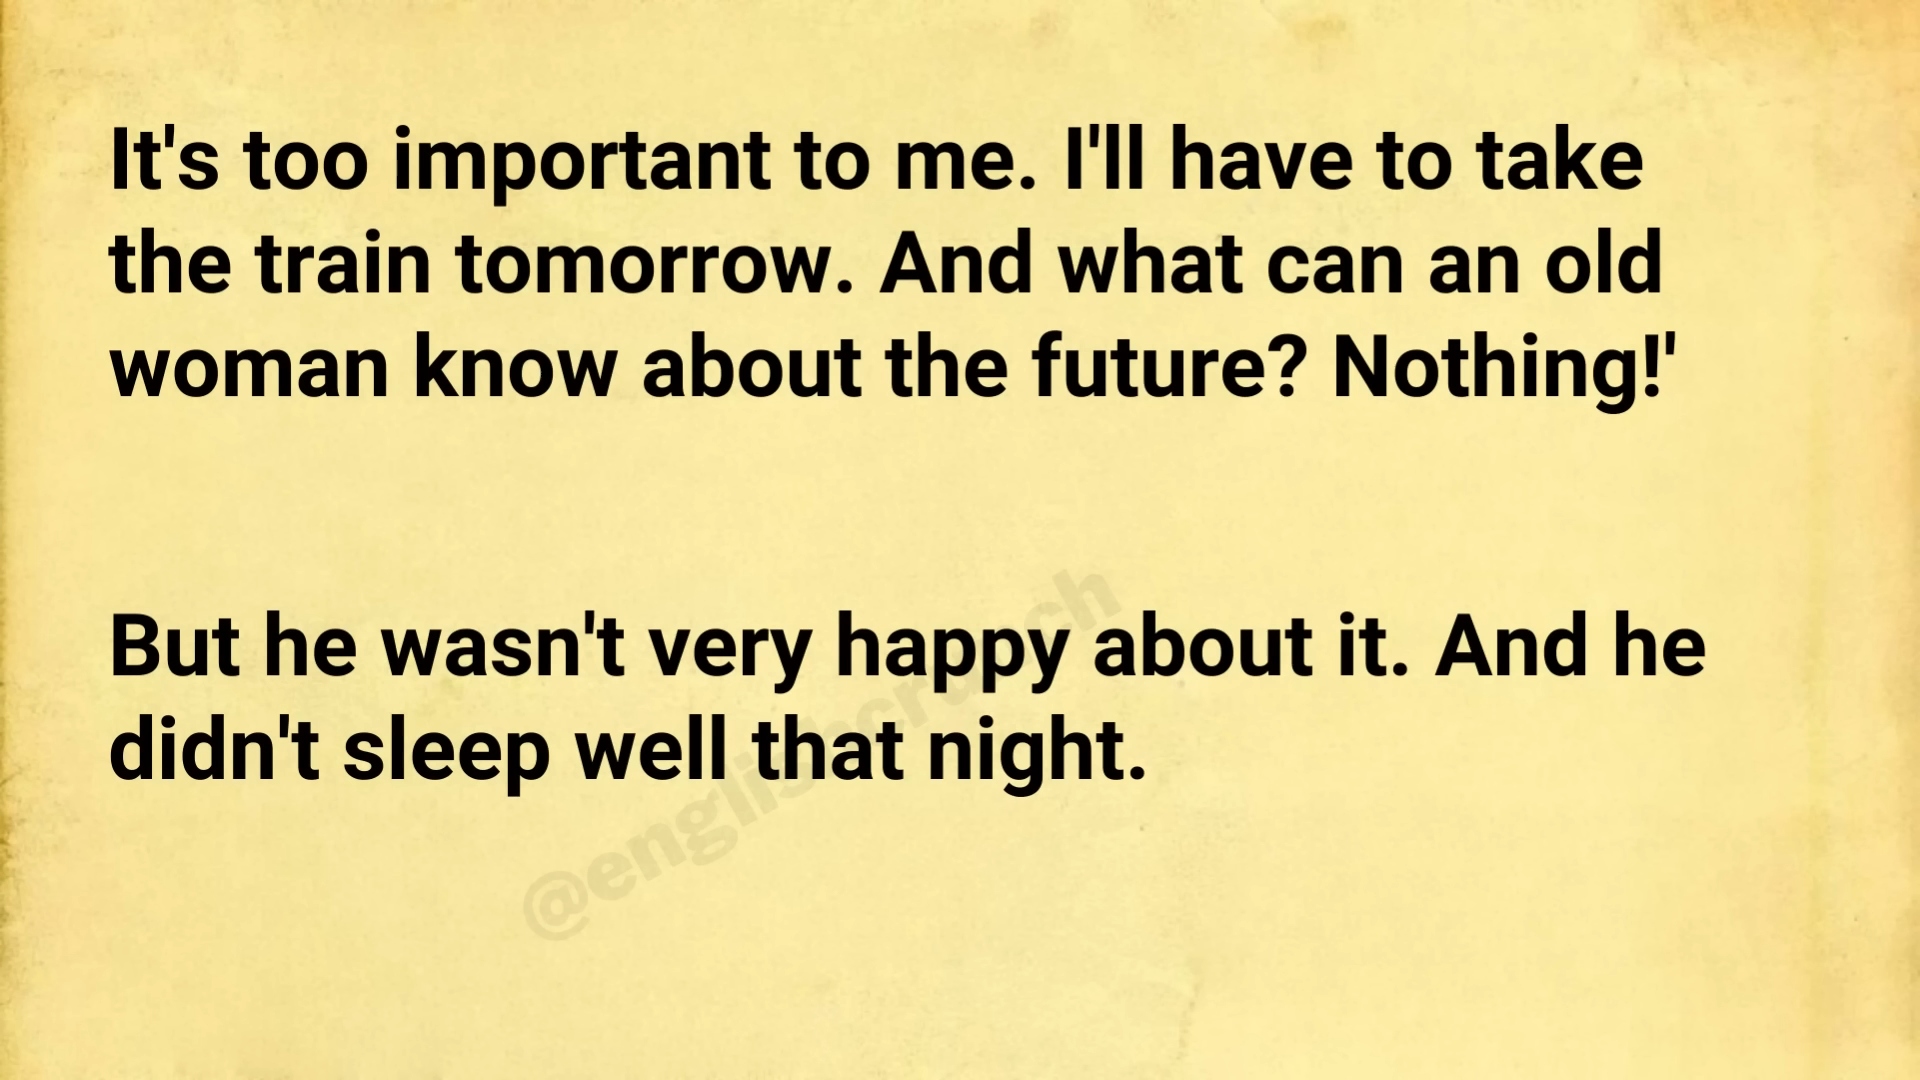 It's too important to me. I'll have to take
the train tomorrow. And what can an old
woman know about the future? Nothing!'
But he wasn't very happy about it. And he
didn't sleep well that night.